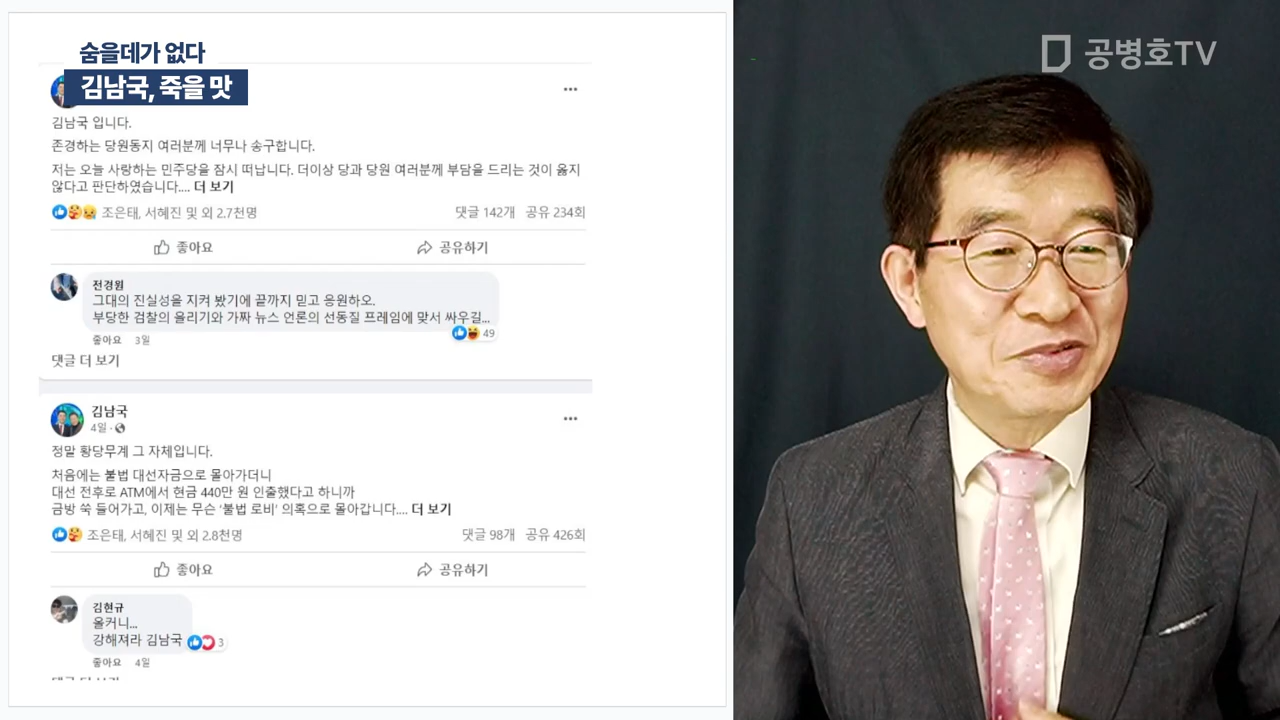 숨을데가 없다
김남국, 죽을 맛
공병호TV
김남국 입니다.
존경하는 당원동지 여러분께 너무나 송구합니다.
저는 오늘 사랑하는 민주당을 잠시 떠납니다. 더이상 당과 당원 여러분께 부담을 드리는 것이 옳지
않다고 판단하였습니다.... 더 보기
조은태, 서혜진 및 외 2.7천명
댓글 142개 공유 234회
좋아요
공유하기
전경원
그대의 진실성을 지켜 봤기에 끝까지 믿고 응원하오.
부당한 검찰의 올리기와 가짜 뉴스 언론의 선동질 프레임에 맞서 싸우길...
49
좋아요 3일
댓글 더 보기
김남국
4일
정말 황당무계 그 자체입니다.
처음에는 불법 대선자금으로 몰아가더니
대선 전후로 ATM에서 현금 440만 원 인출했다고 하니까
금방 쑥 들어가고, 이제는 무슨 '불법 로비' 의혹으로 몰아갑니다.... 더 보기
조은태, 서혜진 및 외 2.8천명
댓글 98개 공유 426회
좋아요
공유하기
김현규
올커니...
강해져라 김남국
3
좋아요 4일